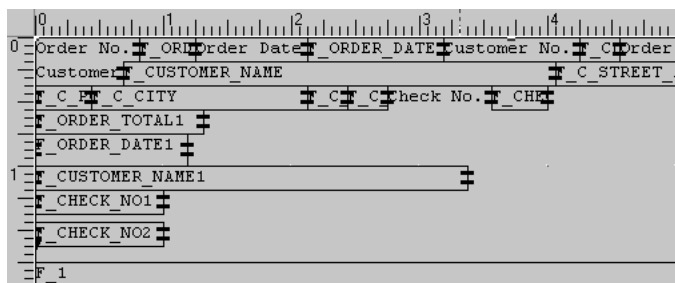 0 1 2 3 4
0 Order No. F_ORD Order Date F_ORDER_DATE Customer No. F_C Order
Customer F_CUSTOMER_NAME F_C_STREET_
F_C_P F_C_CITY F_C F_C Check No. F_CHE
F_ORDER_TOTAL1
F_ORDER_DATE1
1 F_CUSTOMER_NAME1
F_CHECK_NO1
F_CHECK_NO2
F_1